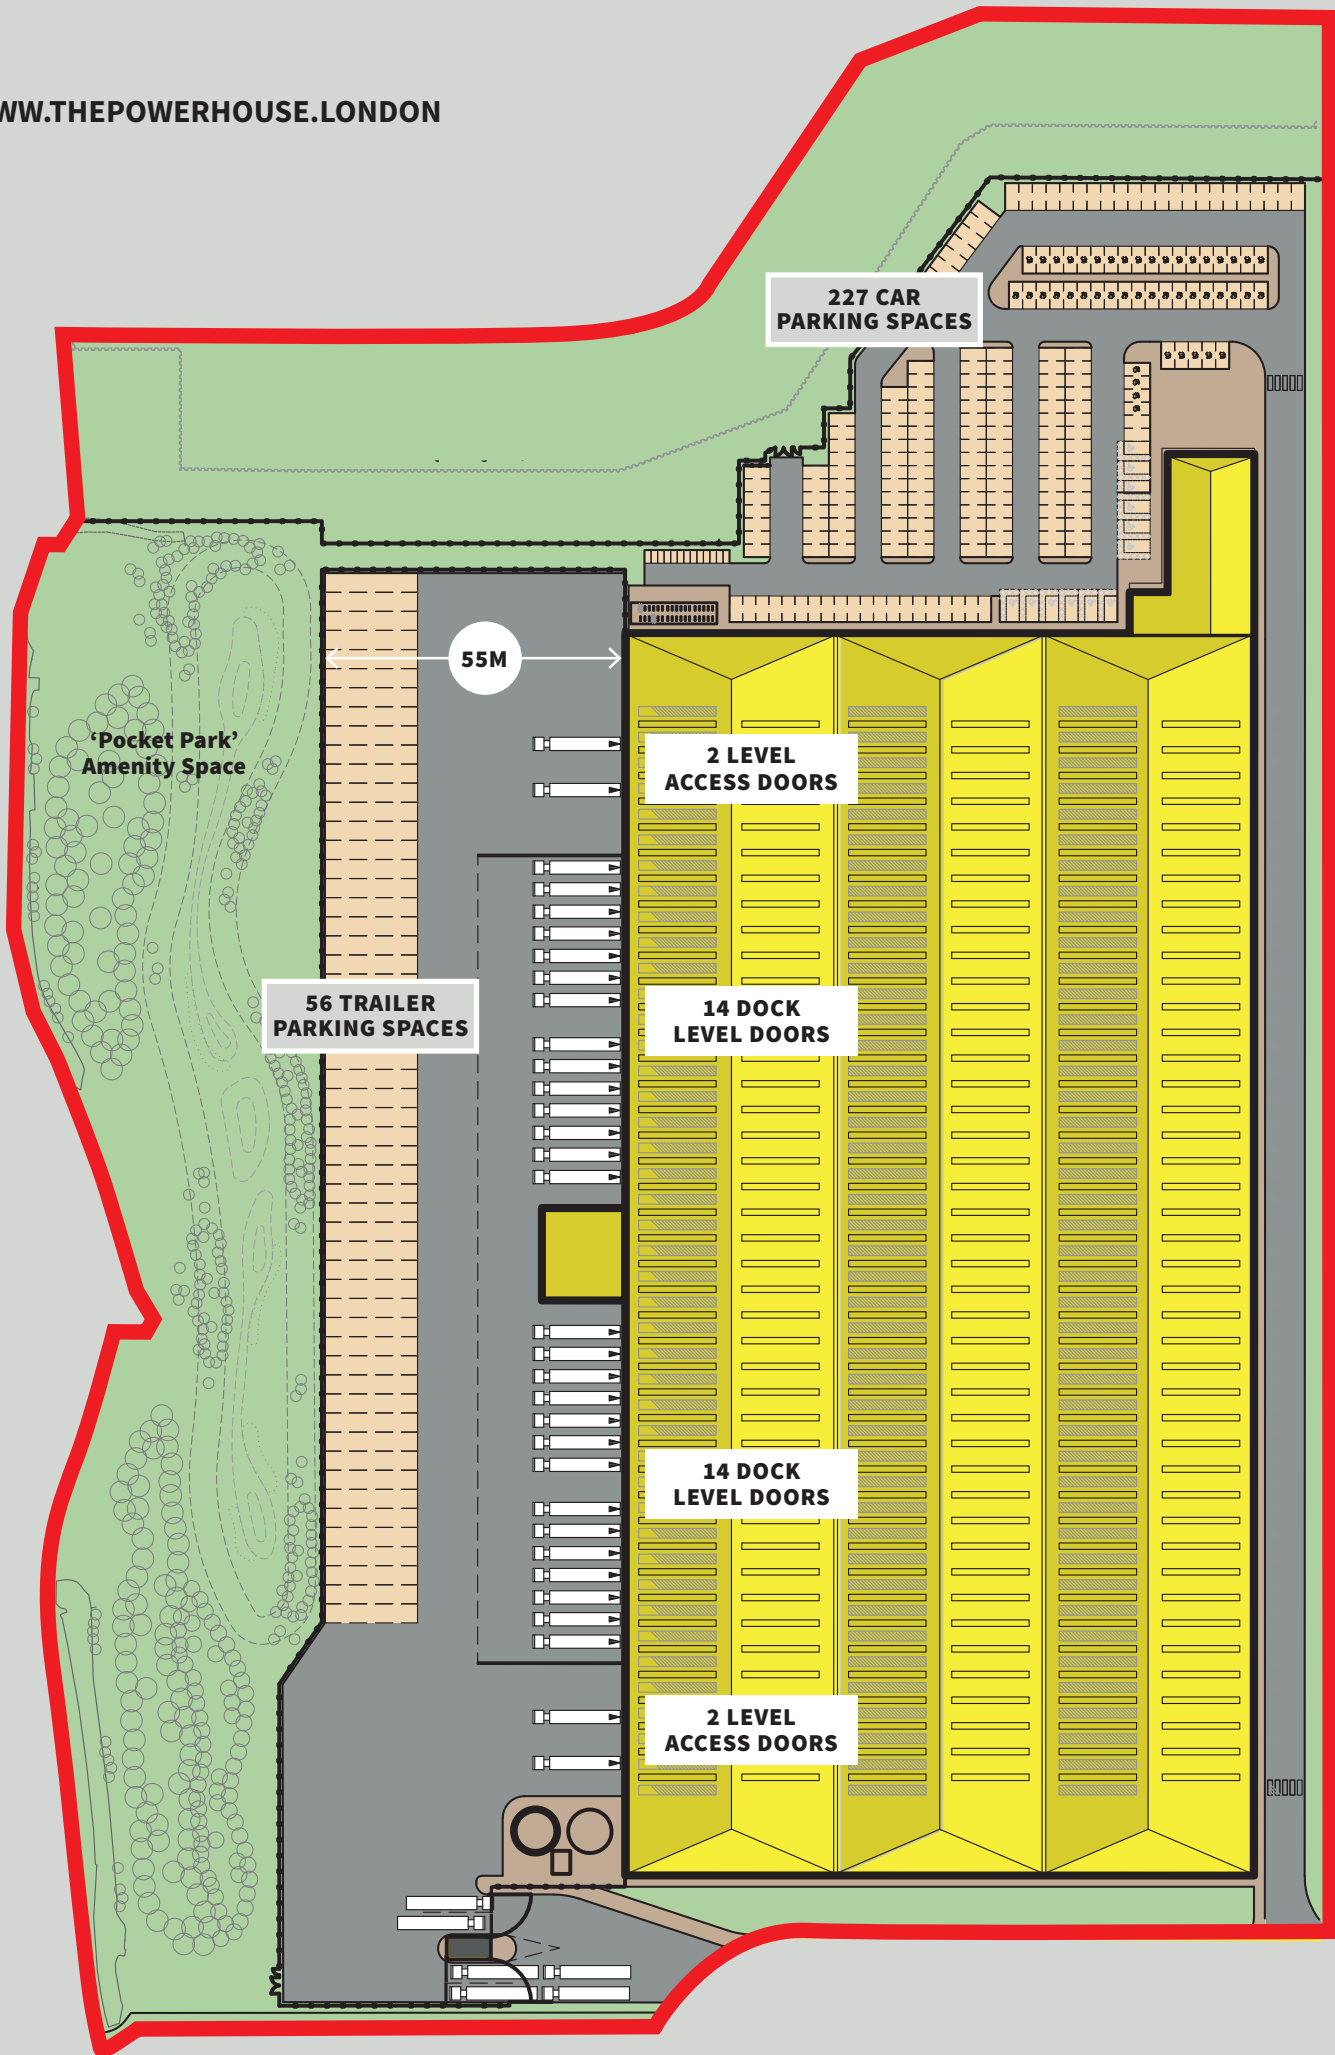 WW.THEPOWERHOUSE.LONDON
227 CAR
PARKING SPACES
55M
‘Pocket Park’
Amenity Space
2 LEVEL
ACCESS DOORS
56 TRAILER
PARKING SPACES
14 DOCK
LEVEL DOORS
14 DOCK
LEVEL DOORS
2 LEVEL
ACCESS DOORS